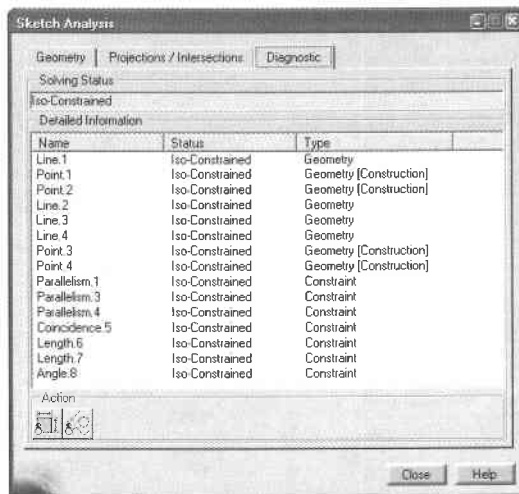 Sketch Analysis
Geometry Projections / Intersections Diagnostic
Solving Status
Iso-Constrained
Detailed Information
Name Status Type
Line.1 Iso-Constrained Geometry
Point.1 Iso-Constrained Geometry [Construction]
Point.2 Iso-Constrained Geometry [Construction]
Line.2 Iso-Constrained Geometry
Line.3 Iso-Constrained Geometry
Line.4 Iso-Constrained Geometry
Point.3 Iso-Constrained Geometry [Construction]
Point.4 Iso-Constrained Geometry [Construction]
Parallelism.1 Iso-Constrained Constraint
Parallelism.3 Iso-Constrained Constraint
Parallelism.4 Iso-Constrained Constraint
Coincidence.5 Iso-Constrained Constraint
Length.6 Iso-Constrained Constraint
Length.7 Iso-Constrained Constraint
Angle.8 Iso-Constrained Constraint
Action
Close Help